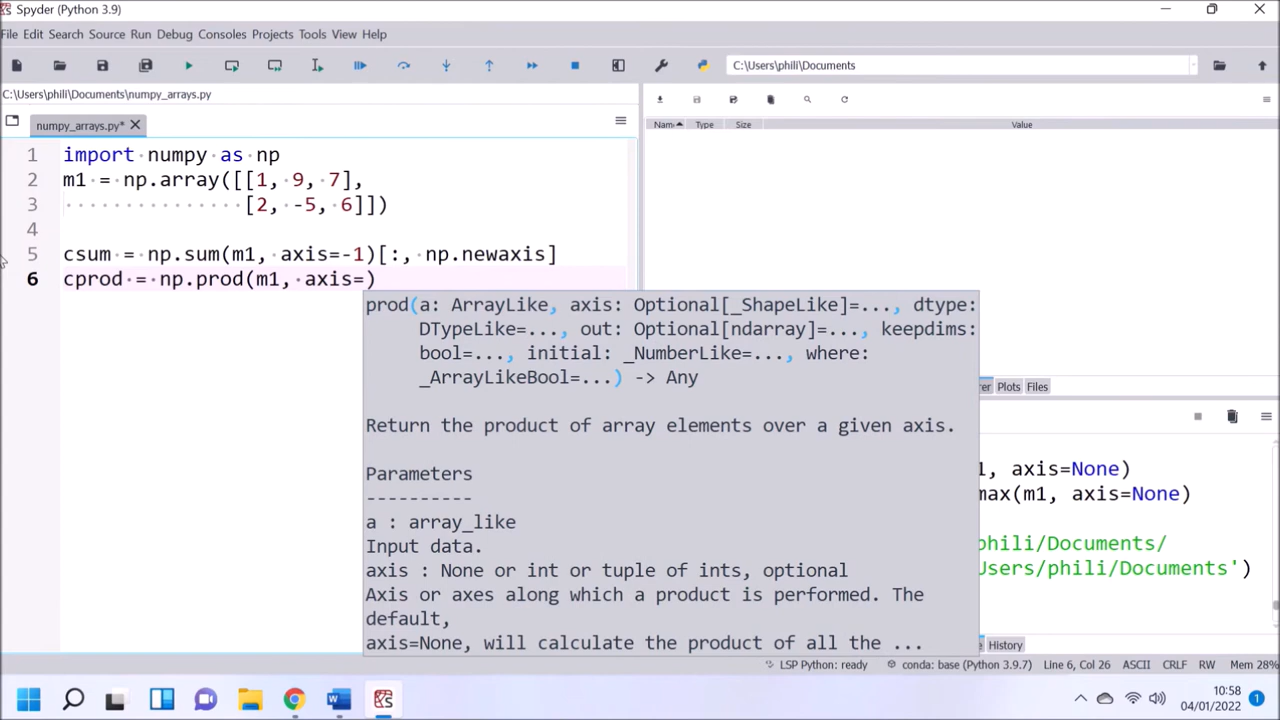 Spyder (Python 3.9)
File Edit Search Source Run Debug Consoles Projects Tools View Help
C:\Users\phili\Documents
C:\Users\phili\Documents\numpy_arrays.py
numpy_arrays.py*
Nam Type Size Value
1 import numpy as np
2 m1 = np.array([[1, 9, 7],
3 [2, -5, 6]])
4
5 csum = np.sum(m1, axis=-1)[:, np.newaxis]
6 cprod = np.prod(m1, axis=)
prod(a: ArrayLike, axis: Optional[_ShapeLike]=..., dtype:
DTypeLike=..., out: Optional[ndarray]=..., keepdims:
bool=..., initial: _NumberLike=..., where:
_ArrayLikeBool=...) -> Any
Return the product of array elements over a given axis.
Parameters
----------
a : array_like
Input data.
axis : None or int or tuple of ints, optional
Axis or axes along which a product is performed. The
default,
axis=None, will calculate the product of all the ...
rer Plots Files
1, axis=None)
max(m1, axis=None)
phili/Documents/
Users/phili/Documents')
History
LSP Python: ready conda: base (Python 3.9.7) Line 6, Col 26 ASCII CRLF RW Mem 28%
10:58
04/01/2022
1